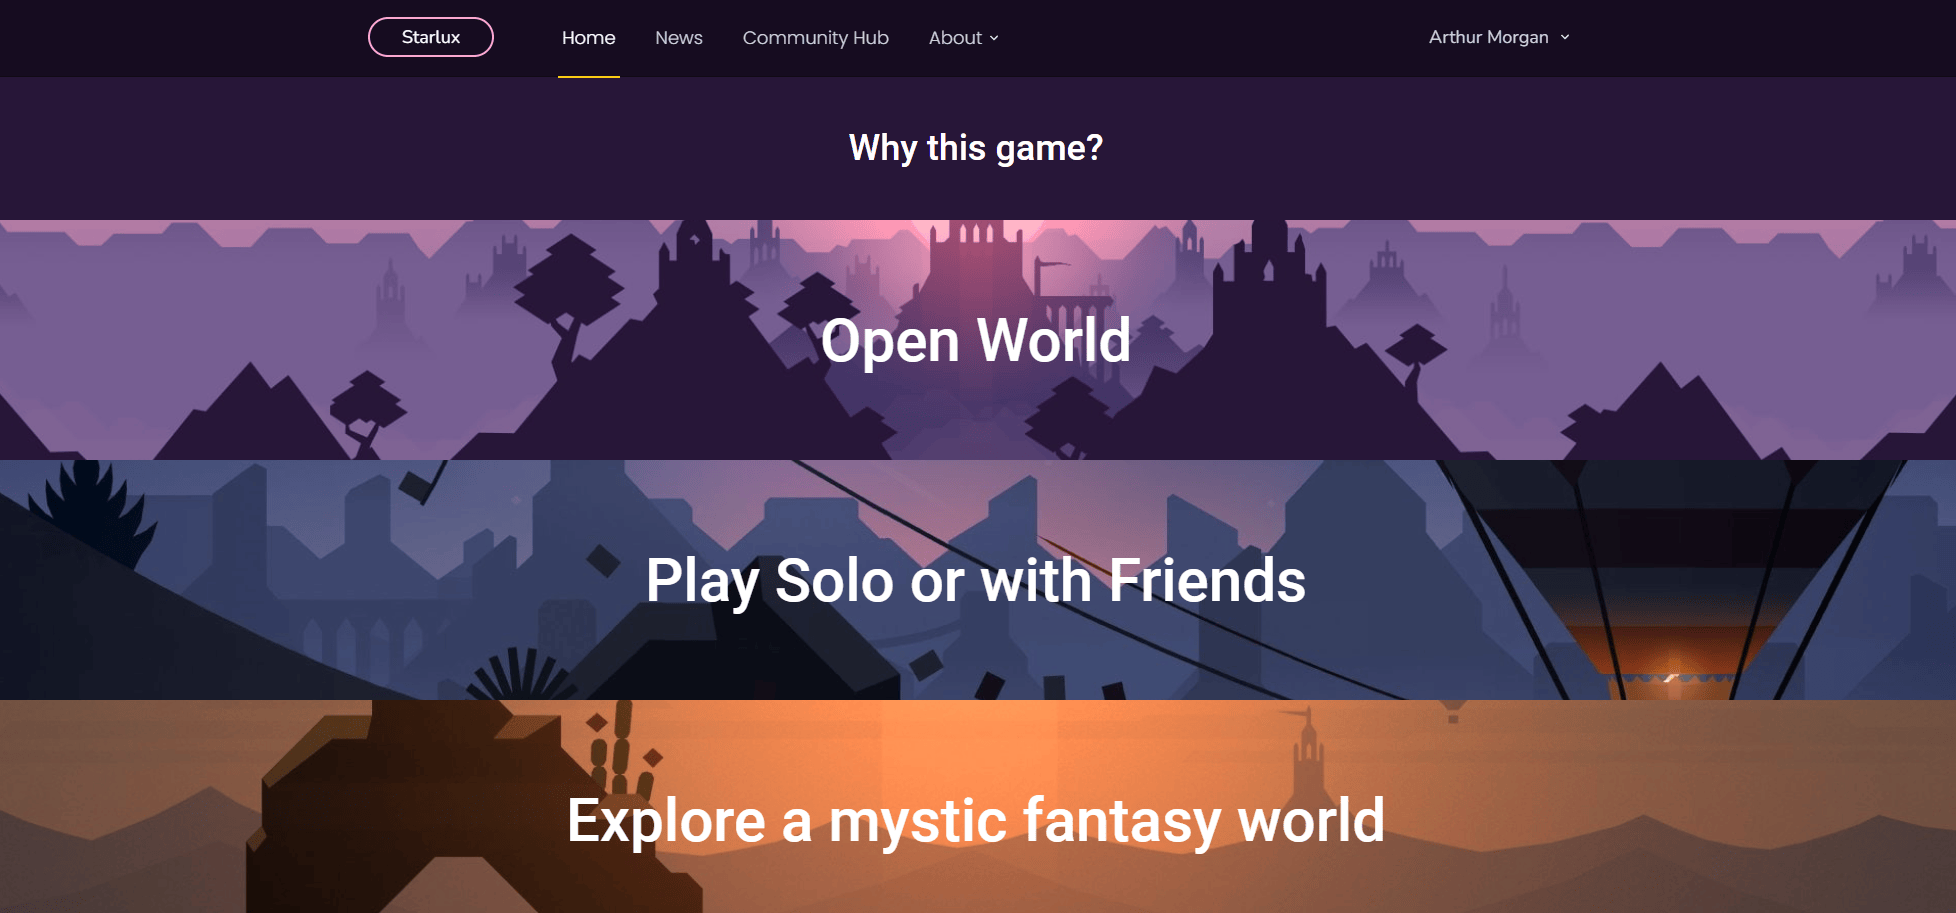 Starlux
Home
News
Community Hub
About
Arthur Morgan
Why this game?
Open World
Play Solo or with Friends
Explore a mystic fantasy world